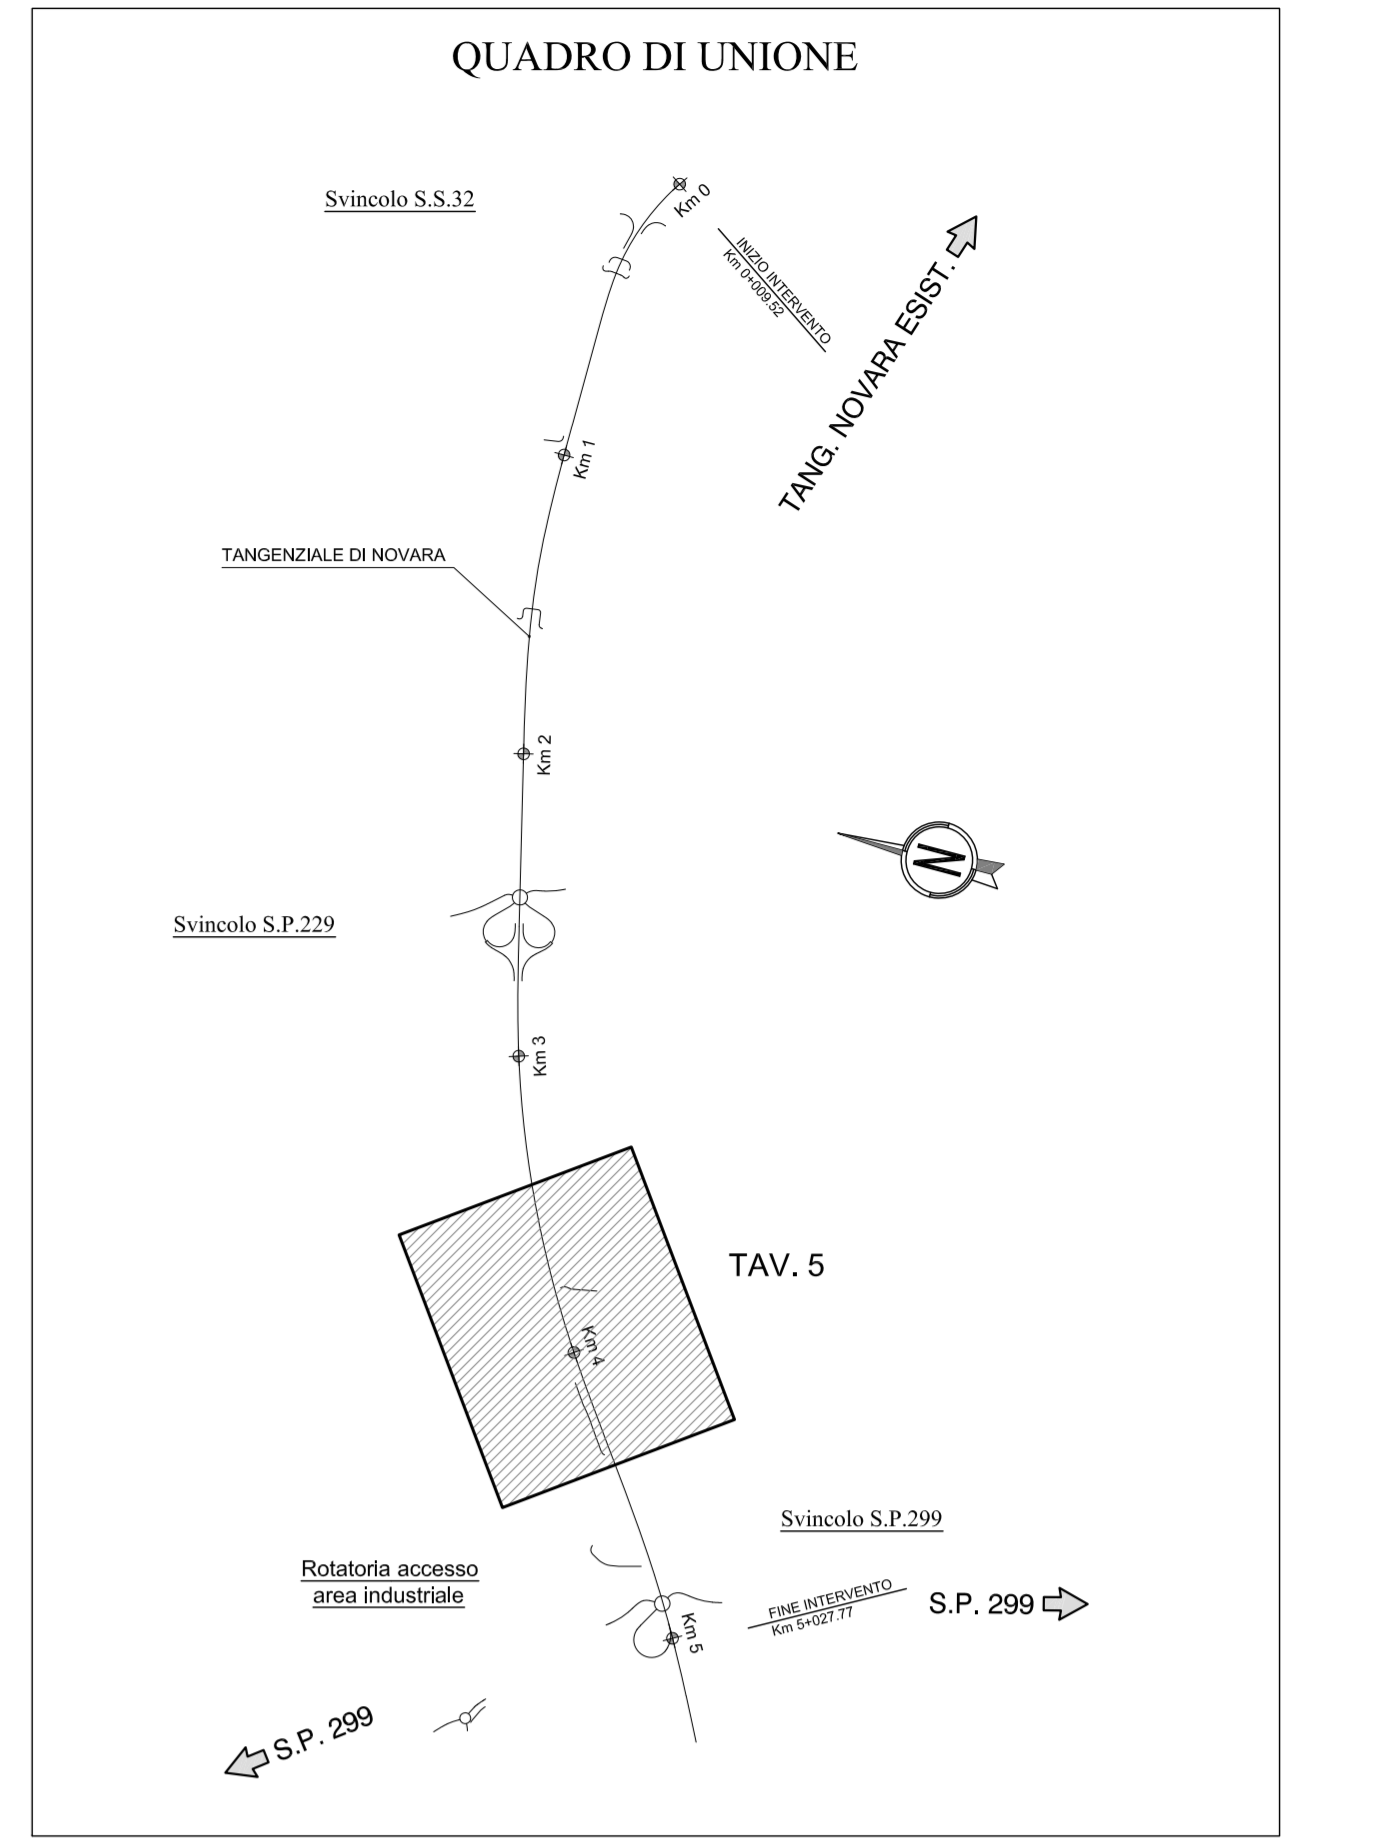 QUADRO DI UNIONE
Svincolo S.S.32
Km 0
INIZIO INTERVENTO
Km 0+009.52
TANG. NOVARA ESIST.
Km 1
TANGENZIALE DI NOVARA
Km 2
N
Svincolo S.P.229
Km 3
TAV. 5
Km 4
Svincolo S.P.299
Rotatoria accesso
area industriale
FINE INTERVENTO
Km 5+027.77
S.P. 299
Km 5
S.P. 299